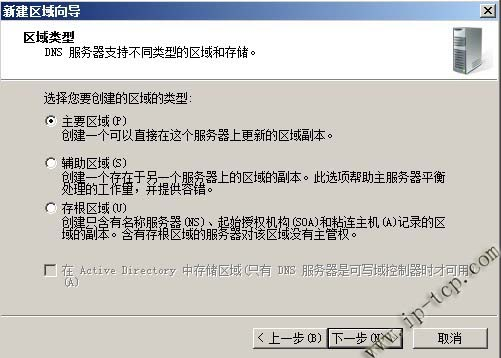 新建区域向导
区域类型
DNS 服务器支持不同类型的区域和存储。
选择您要创建的区域的类型:
主要区域(P)
创建一个可以直接在这个服务器上更新的区域副本。
辅助区域(S)
创建一个存在于另一个服务器上的区域的副本。此选项帮助主服务器平衡
处理的工作量，并提供容错。
存根区域(U)
创建只含有名称服务器(NS)、起始授权机构(SOA)和粘连主机(A)记录的区
域的副本。含有存根区域的服务器对该区域没有主管权。
在 Active Directory 中存储区域(只有 DNS 服务器是可写域控制器时才可用)
(A)
< 上一步(B)
下一步(N) >
取消
www.ip-tcp.com